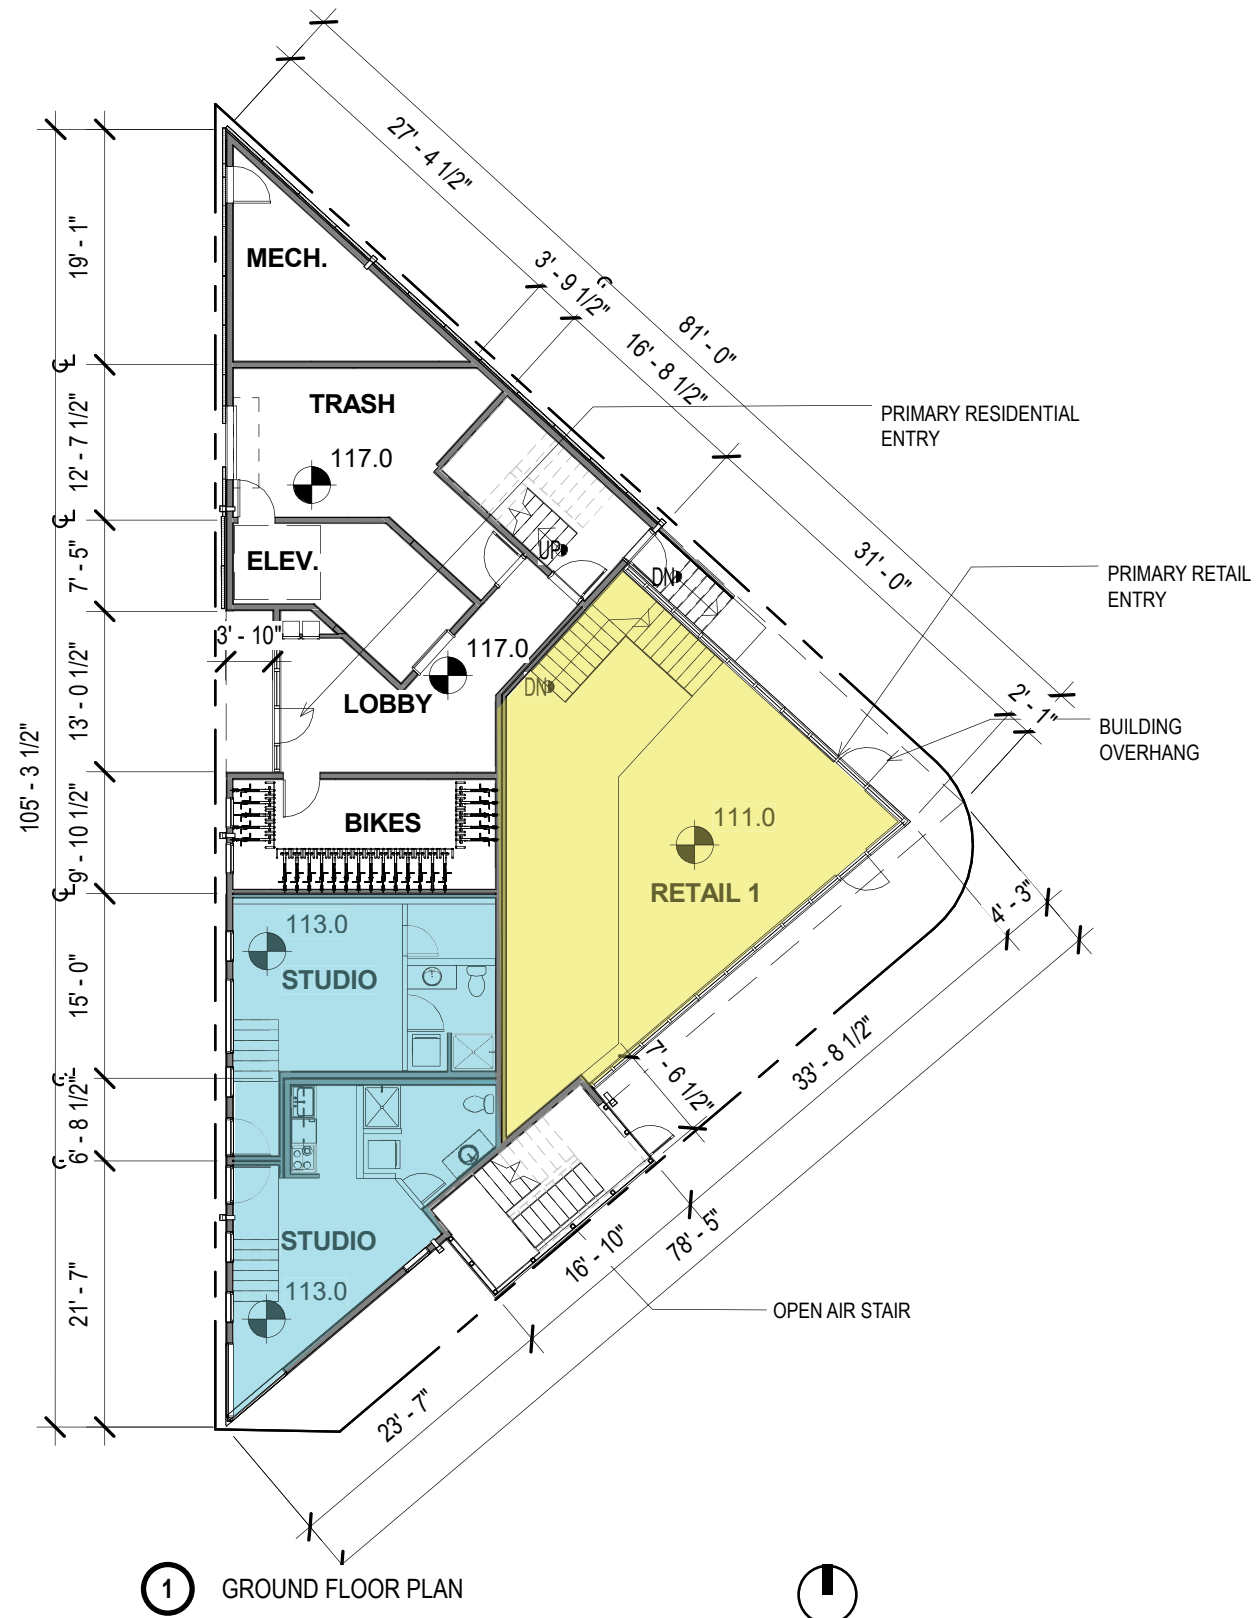 27' - 4 1/2"
3' - 9 1/2"
81' - 0"
16' - 8 1/2"
31' - 0"
2' - 1"
19' - 1"
12' - 7 1/2"
7' - 5"
13' - 0 1/2"
9' - 10 1/2"
15' - 0"
6' - 8 1/2"
21' - 7"
105' - 3 1/2"
3' - 10"
MECH.
TRASH
117.0
ELEV.
UP
DN
PRIMARY RESIDENTIAL
ENTRY
PRIMARY RETAIL
ENTRY
117.0
DN
LOBBY
BUILDING
OVERHANG
BIKES
111.0
RETAIL 1
113.0
STUDIO
4' - 3"
33' - 8 1/2"
7' - 6 1/2"
STUDIO
113.0
16' - 10"
78' - 5"
23' - 7"
OPEN AIR STAIR
1
GROUND FLOOR PLAN